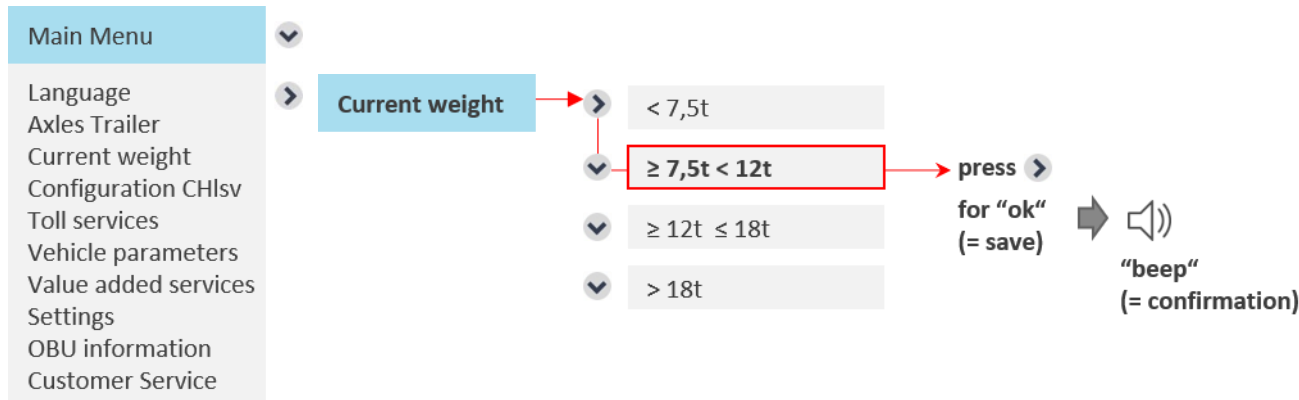 Main Menu
Language
Axles Trailer
Current weight
Configuration CHlsv
Toll services
Vehicle parameters
Value added services
Settings
OBU information
Customer Service
Current weight
< 7,5t
≥ 7,5t < 12t
≥ 12t ≤ 18t
> 18t
press
for “ok“
(= save)
“beep“
(= confirmation)